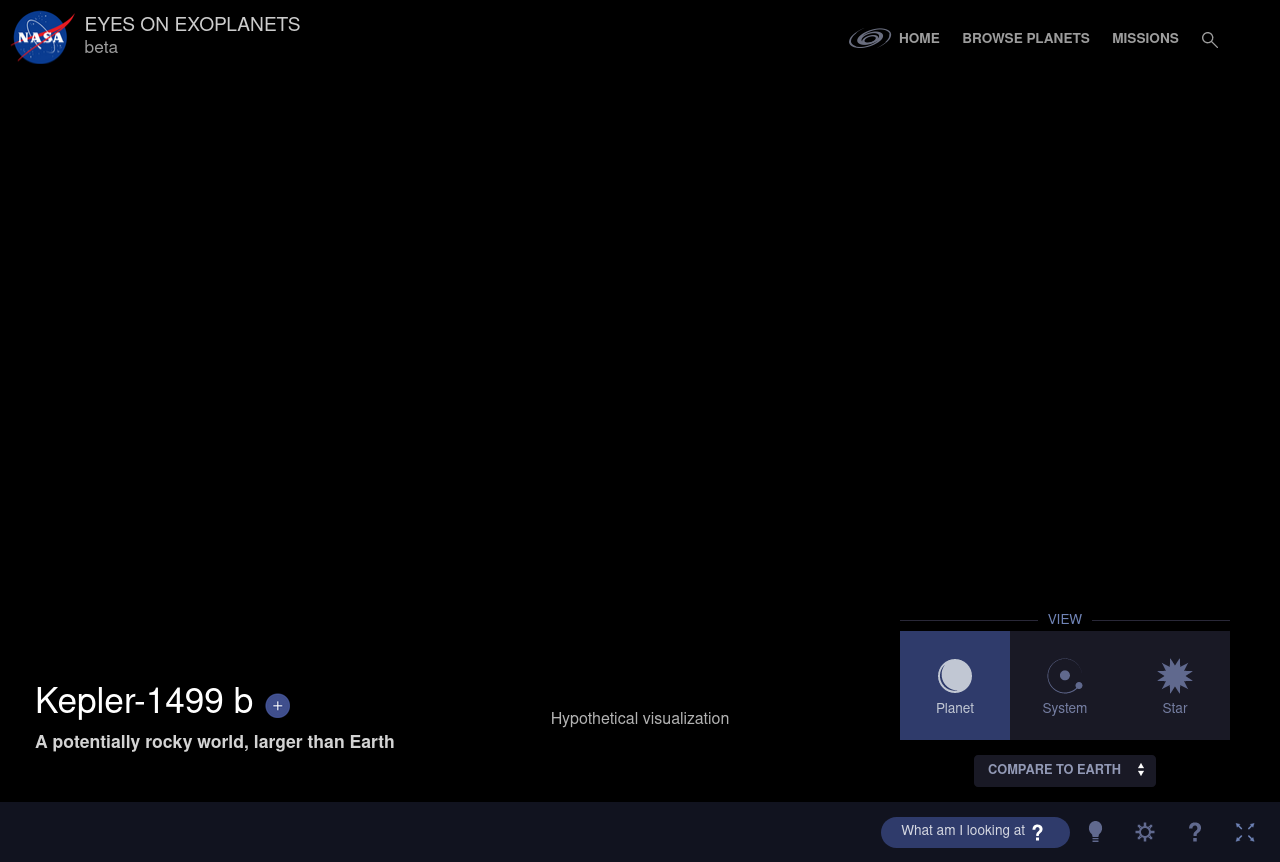 NASA
EYES ON EXOPLANETS
beta
HOME
BROWSE PLANETS
MISSIONS
VIEW
Planet
System
Star
Kepler-1499 b +
A potentially rocky world, larger than Earth
Hypothetical visualization
COMPARE TO EARTH
What am I looking at ?
?